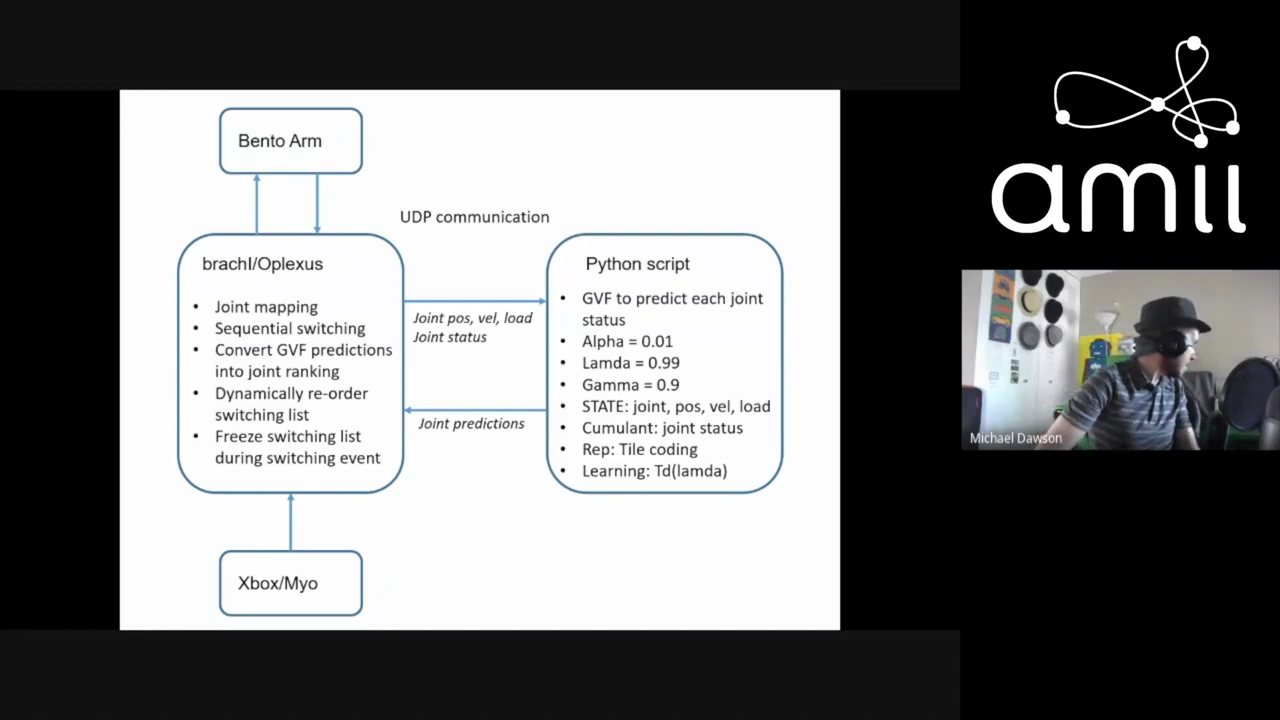 Bento Arm
UDP communication
brachI/Oplexus
• Joint mapping
• Sequential switching
• Convert GVF predictions
into joint ranking
• Dynamically re-order
switching list
• Freeze switching list
during switching event
Joint pos, vel, load
Joint status
Joint predictions
Python script
• GVF to predict each joint
status
• Alpha = 0.01
• Lamda = 0.99
• Gamma = 0.9
• STATE: joint, pos, vel, load
• Cumulant: joint status
• Rep: Tile coding
• Learning: Td(lamda)
Xbox/Myo
amii
Michael Dawson